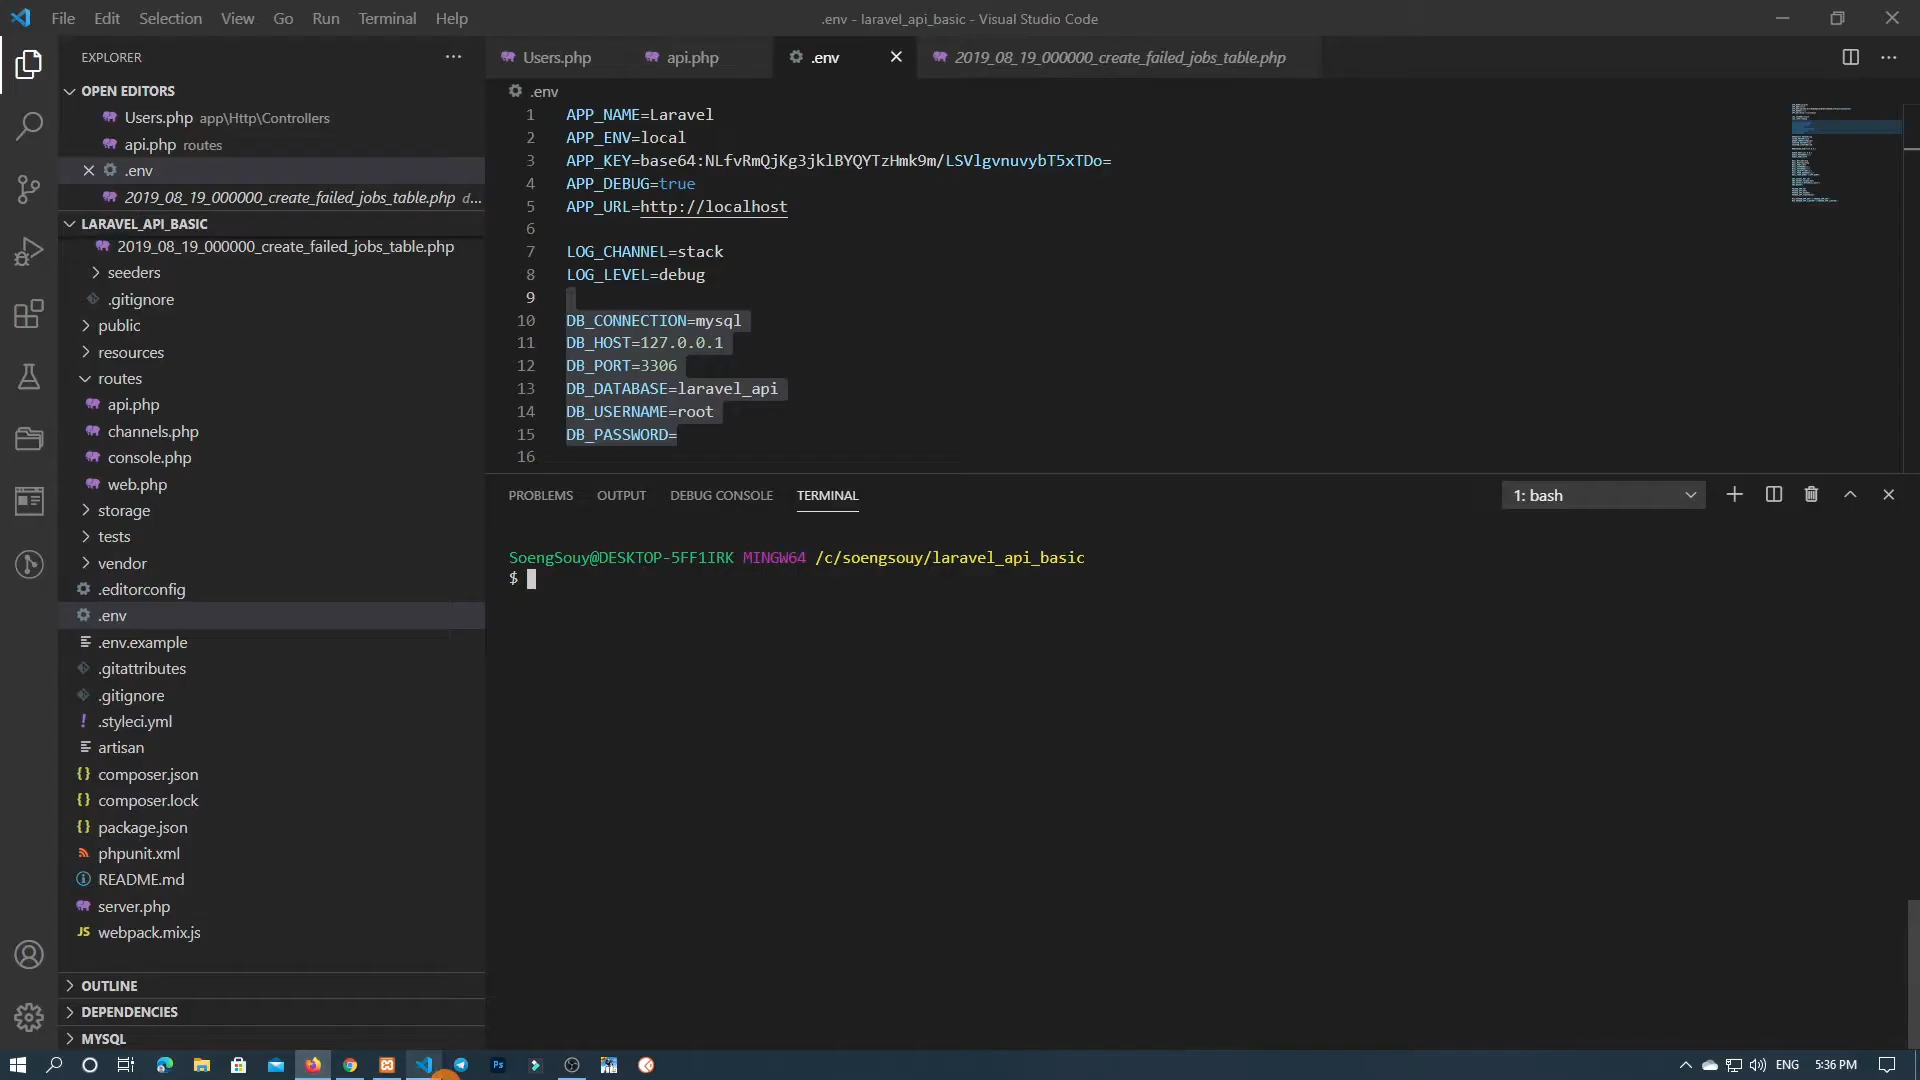 File Edit Selection View Go Run Terminal Help
.env - laravel_api_basic - Visual Studio Code
EXPLORER
OPEN EDITORS
Users.php app\Http\Controllers
api.php routes
.env
2019_08_19_000000_create_failed_jobs_table.php d...
LARAVEL_API_BASIC
2019_08_19_000000_create_failed_jobs_table.php
seeders
.gitignore
public
resources
routes
api.php
channels.php
console.php
web.php
storage
tests
vendor
.editorconfig
.env
.env.example
.gitattributes
.gitignore
.styleci.yml
artisan
composer.json
composer.lock
package.json
phpunit.xml
README.md
server.php
JS webpack.mix.js
OUTLINE
DEPENDENCIES
MYSQL
Users.php api.php .env 2019_08_19_000000_create_failed_jobs_table.php
.env
1 APP_NAME=Laravel
2 APP_ENV=local
3 APP_KEY=base64:NLfvRmQjKg3jklBYQYTzHmk9m/LSVlgvnuvybT5xTDo=
4 APP_DEBUG=true
5 APP_URL=http://localhost
6
7 LOG_CHANNEL=stack
8 LOG_LEVEL=debug
9
10 DB_CONNECTION=mysql
11 DB_HOST=127.0.0.1
12 DB_PORT=3306
13 DB_DATABASE=laravel_api
14 DB_USERNAME=root
15 DB_PASSWORD=
16
PROBLEMS OUTPUT DEBUG CONSOLE TERMINAL 1: bash
SoengSouy@DESKTOP-5FF1IRK MINGW64 /c/soengsouy/laravel_api_basic
$
Ps ENG 5:36 PM